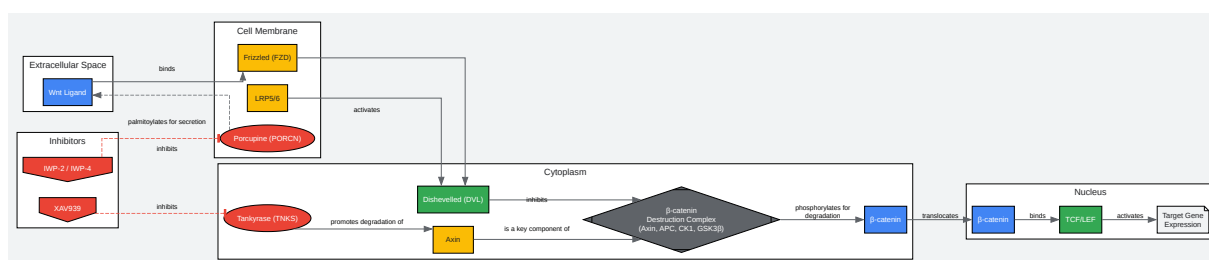 Cell Membrane
Frizzled (FZD)
Extracellular Space
binds
Wnt Ligand
LRP5/6
activates
palmitoylates for secretion
Porcupine (PORCN)
Inhibitors
inhibits
IWP-2 / IWP-4
Cytoplasm
XAV939
inhibits
Tankyrase (TNKS)
promotes degradation of
Dishevelled (DVL)
inhibits
Axin
is a key component of
β-catenin
Destruction Complex
(Axin, APC, CK1, GSK3β)
phosphorylates for
degradation
β-catenin
translocates
Nucleus
β-catenin
binds
TCF/LEF
activates
Target Gene
Expression